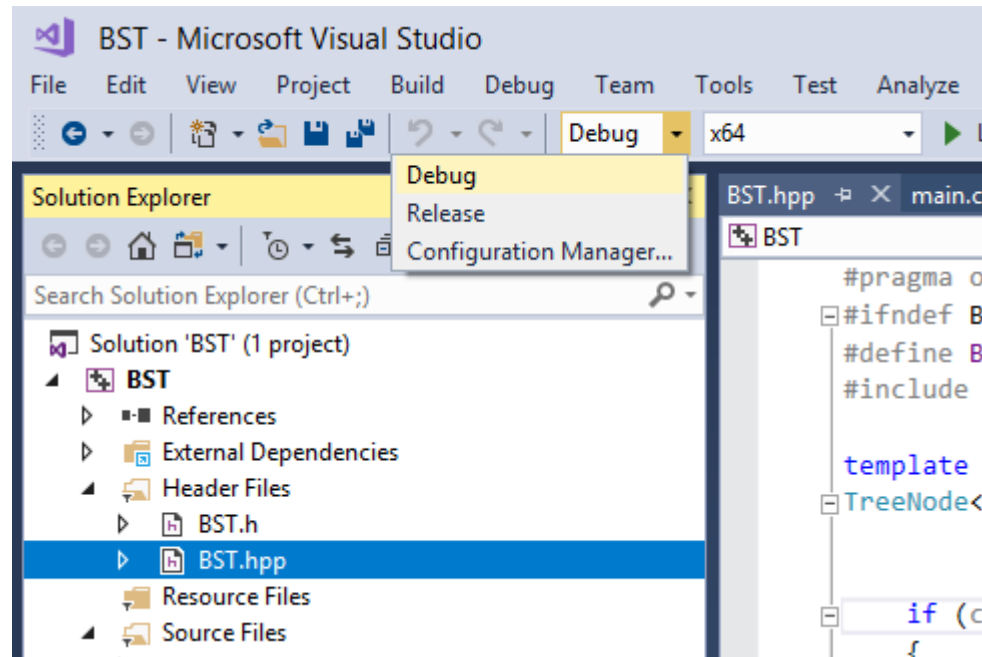 BST - Microsoft Visual Studio
File Edit View Project Build Debug Team Tools Test Analyze
Debug x64
Debug
Release
Configuration Manager...
Solution Explorer
Search Solution Explorer (Ctrl+;)
Solution 'BST' (1 project)
BST
References
External Dependencies
Header Files
BST.h
BST.hpp
Resource Files
Source Files
BST.hpp main.c
BST
#pragma o
#ifndef B
#define B
#include
template
TreeNode<
if (c
{